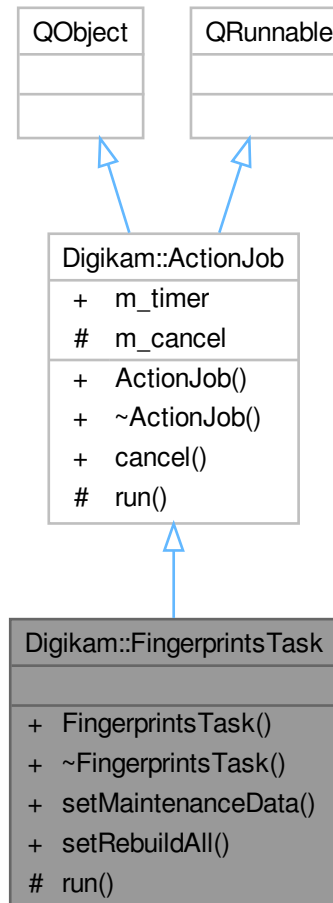 QObject
QRunnable
Digikam::ActionJob
+ m_timer
# m_cancel
+ ActionJob()
+ ~ActionJob()
+ cancel()
# run()
Digikam::FingerprintsTask
+ FingerprintsTask()
+ ~FingerprintsTask()
+ setMaintenanceData()
+ setRebuildAll()
# run()